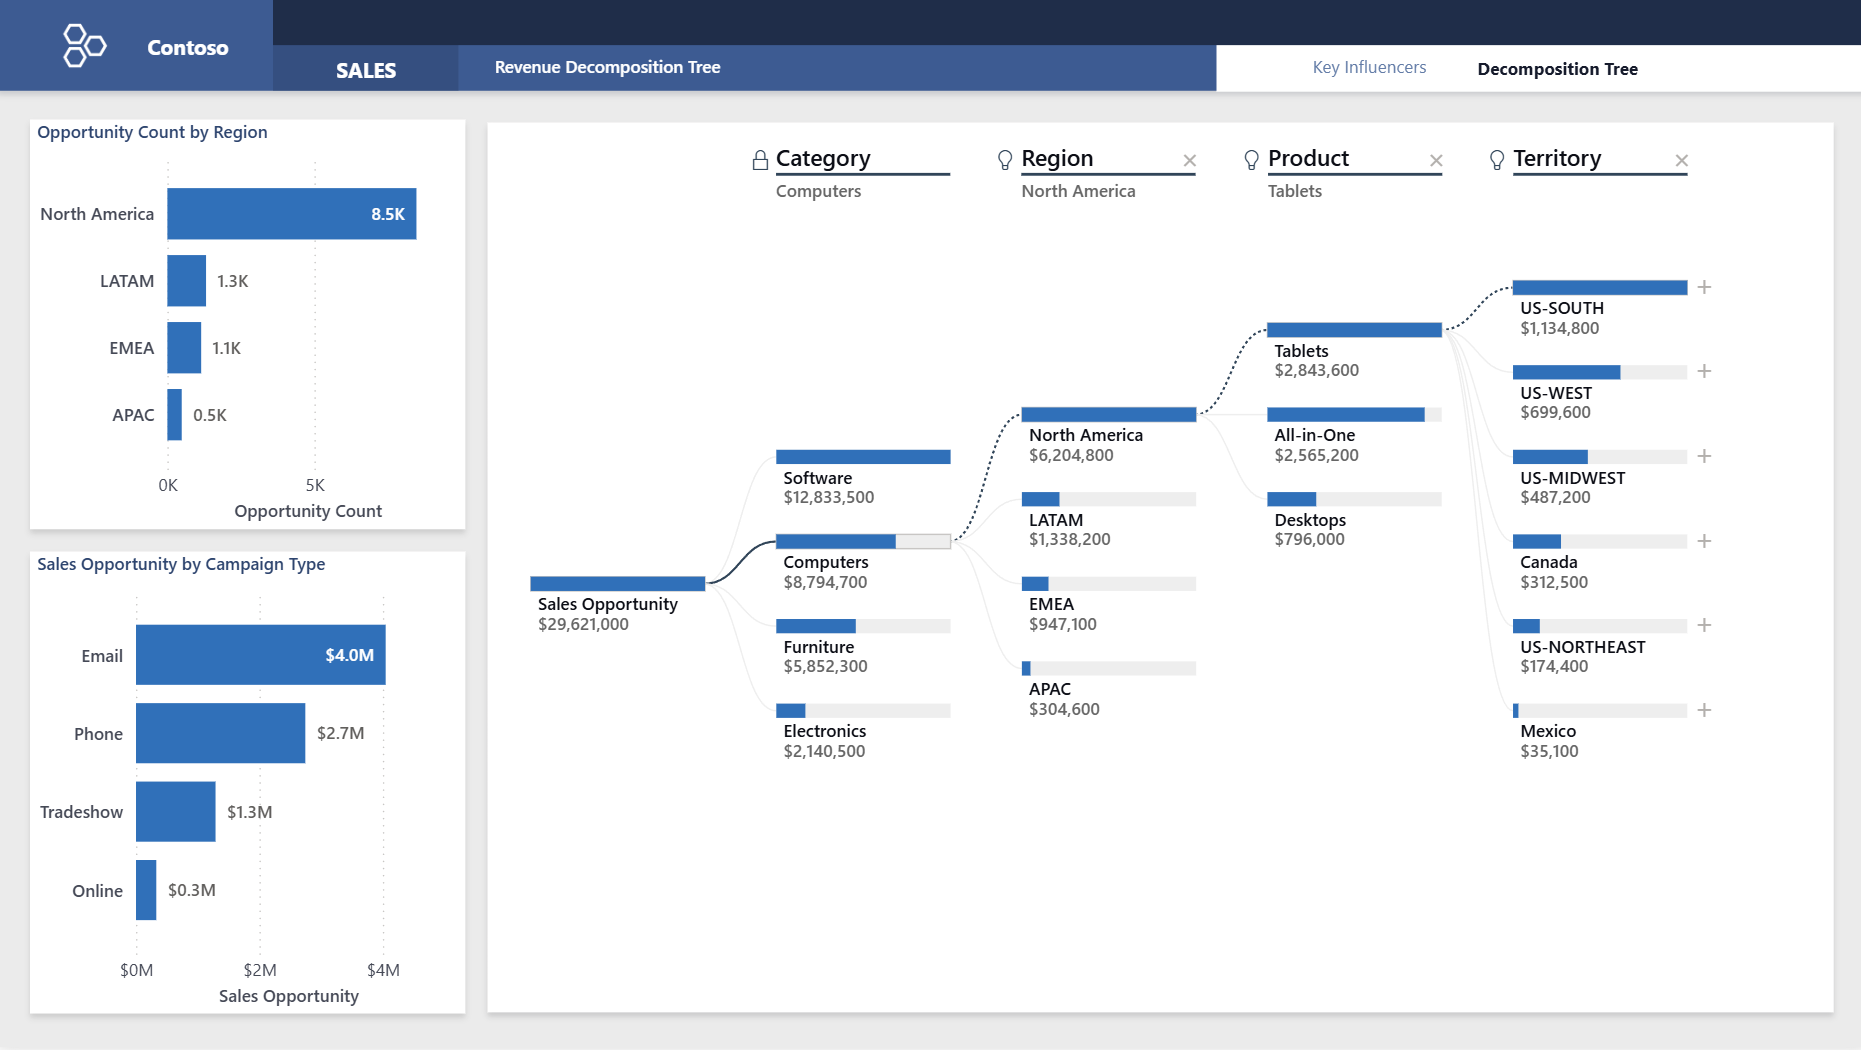 Contoso
SALES
Revenue Decomposition Tree
Key Influencers
Decomposition Tree
Opportunity Count by Region
North America
8.5K
LATAM
1.3K
EMEA
1.1K
APAC
0.5K
0K
5K
Opportunity Count
Sales Opportunity by Campaign Type
Email
$4.0M
Phone
$2.7M
Tradeshow
$1.3M
Online
$0.3M
$0M
$2M
$4M
Sales Opportunity
Category
Computers
Region
North America
Product
Tablets
Territory
Sales Opportunity
$29,621,000
Software
$12,833,500
Computers
$8,794,700
Furniture
$5,852,300
Electronics
$2,140,500
North America
$6,204,800
LATAM
$1,338,200
EMEA
$947,100
APAC
$304,600
Tablets
$2,843,600
All-in-One
$2,565,200
Desktops
$796,000
US-SOUTH
$1,134,800
US-WEST
$699,600
US-MIDWEST
$487,200
Canada
$312,500
US-NORTHEAST
$174,400
Mexico
$35,100